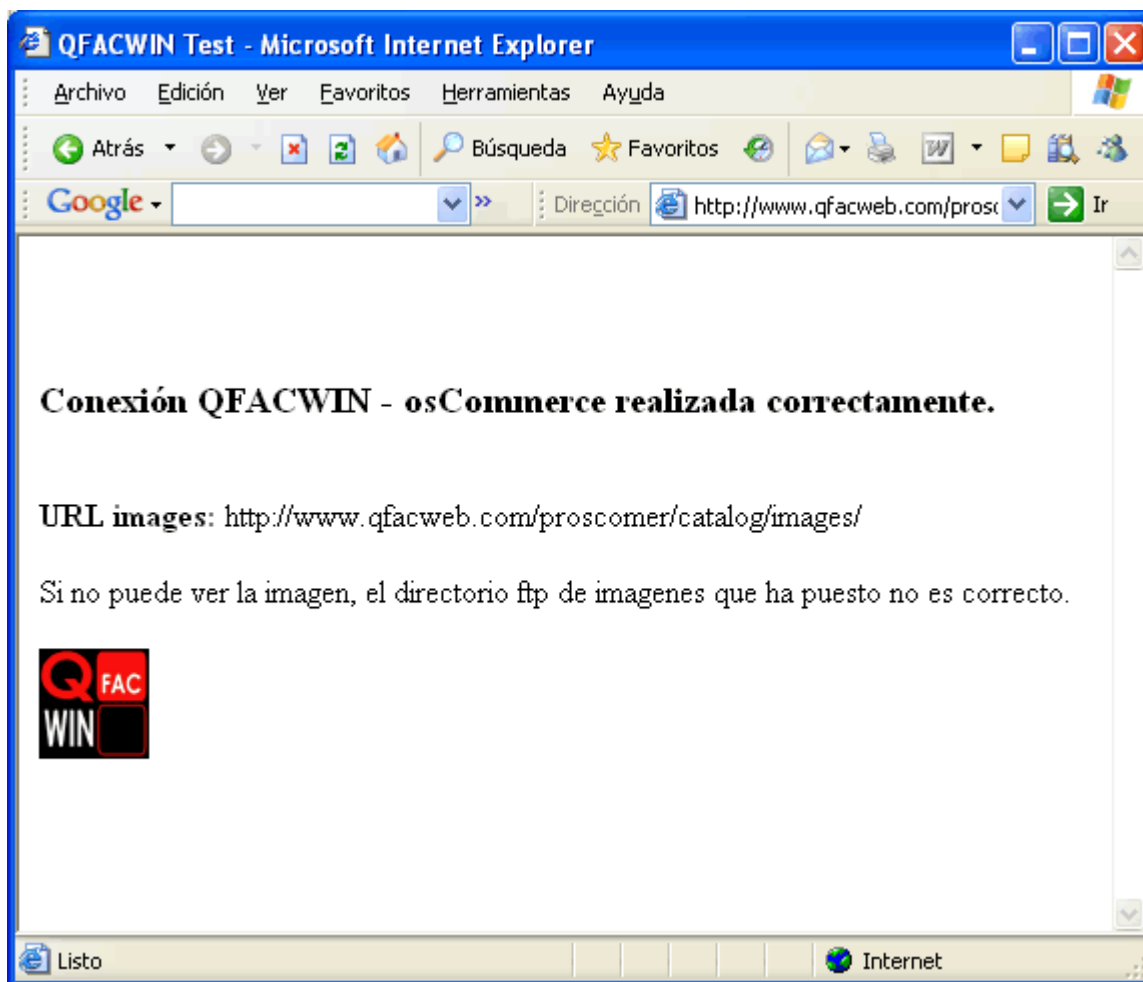 QFACWIN Test - Microsoft Internet Explorer
Archivo Edición Ver Favoritos Herramientas Ayuda
Atrás Búsqueda Favoritos W
Google Dirección http://www.qfacweb.com/prosc Ir
Conexión QFACWIN - osCommerce realizada correctamente.
URL images: http://www.qfacweb.com/proscomer/catalog/images/
Si no puede ver la imagen, el directorio ftp de imagenes que ha puesto no es correcto.
Q FAC
WIN
Listo Internet